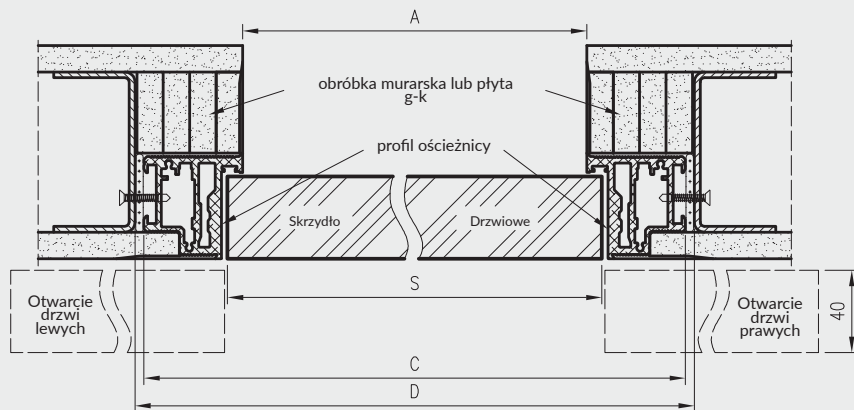 A
obróbka murarska lub płyta
g-k
profil ościeżnicy
Skrzydło
Drzwiowe
S
Otwarcie
drzwi
lewych
Otwarcie
drzwi
prawych
40
C
D